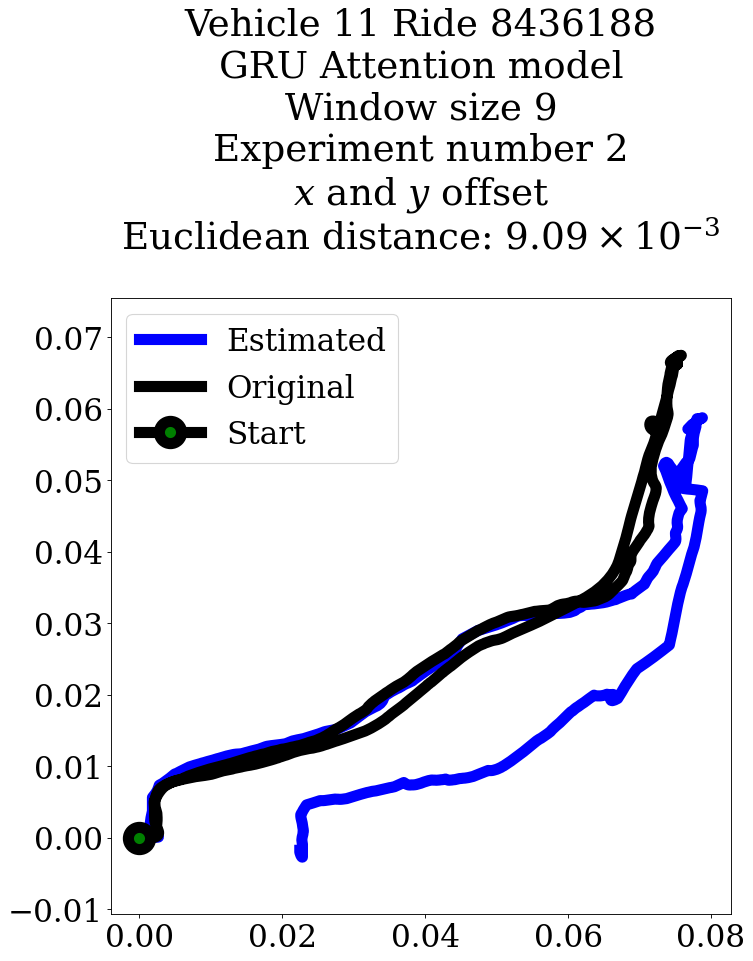 Vehicle 11 Ride 8436188
GRU Attention model
Window size 9
Experiment number 2
x and y offset
Euclidean distance: 9.09 × 10⁻³
Estimated
Original
Start
0.07
0.06
0.05
0.04
0.03
0.02
0.01
0.00
−0.01
0.00 0.02 0.04 0.06 0.08